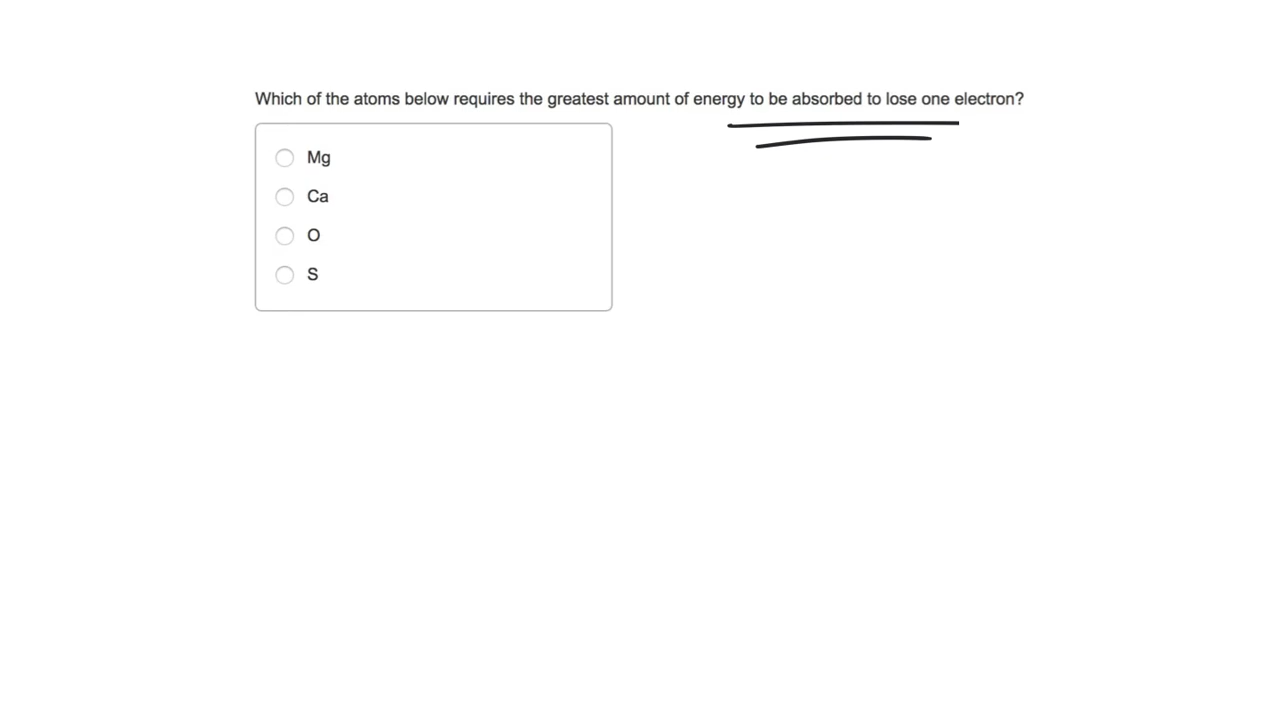 Which of the atoms below requires the greatest amount of energy to be absorbed to lose one electron?
Mg
Ca
O
S